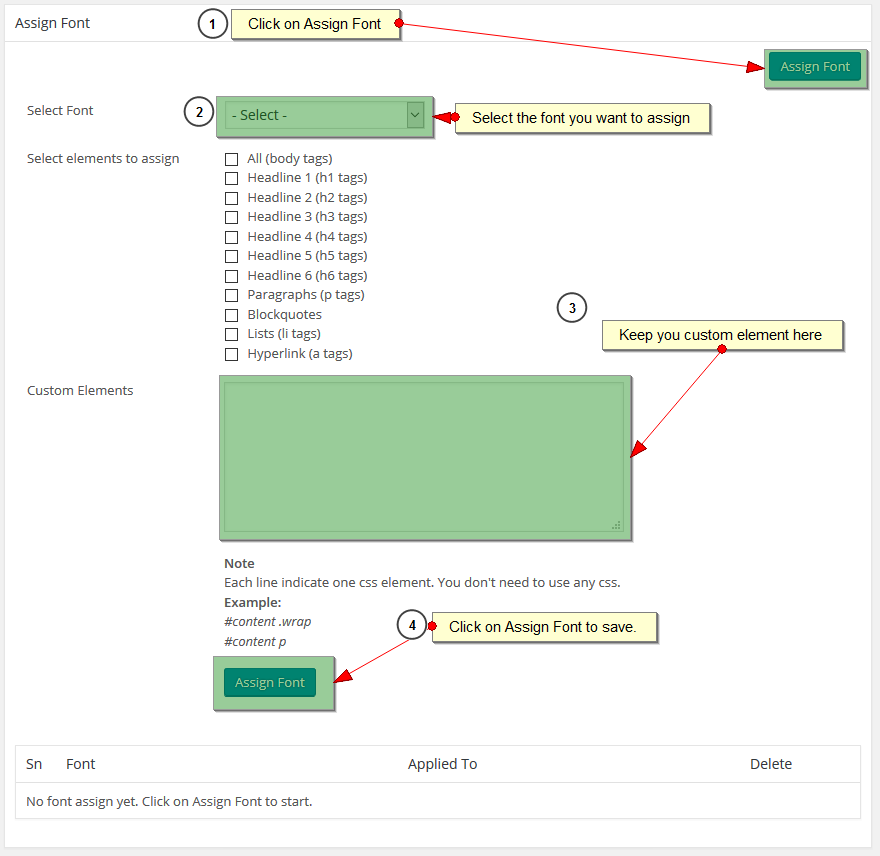 Assign Font
1
Click on Assign Font
Assign Font
Select Font
2
- Select -
Select the font you want to assign
Select elements to assign
All (body tags)
Headline 1 (h1 tags)
Headline 2 (h2 tags)
Headline 3 (h3 tags)
Headline 4 (h4 tags)
Headline 5 (h5 tags)
Headline 6 (h6 tags)
Paragraphs (p tags)
Blockquotes
Lists (li tags)
Hyperlink (a tags)
3
Keep you custom element here
Custom Elements
Note
Each line indicate one css element. You don't need to use any css.
Example:
#content .wrap
#content p
4
Click on Assign Font to save.
Assign Font
Sn Font Applied To Delete
No font assign yet. Click on Assign Font to start.